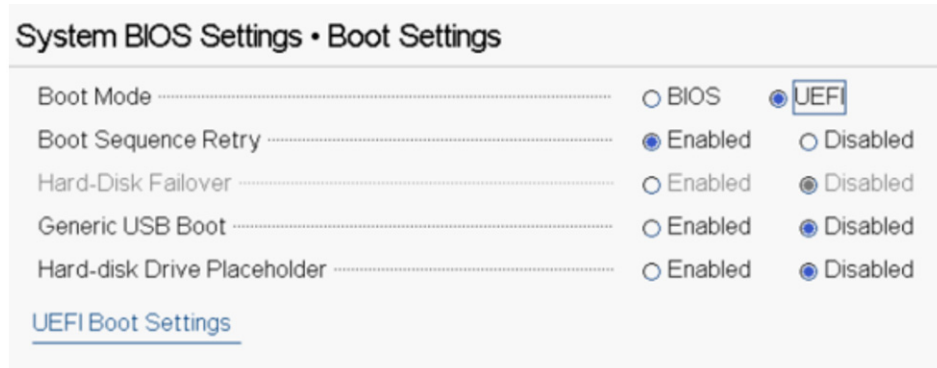 System BIOS Settings • Boot Settings
Boot Mode BIOS UEFI
Boot Sequence Retry Enabled Disabled
Hard-Disk Failover Enabled Disabled
Generic USB Boot Enabled Disabled
Hard-disk Drive Placeholder Enabled Disabled
UEFI Boot Settings